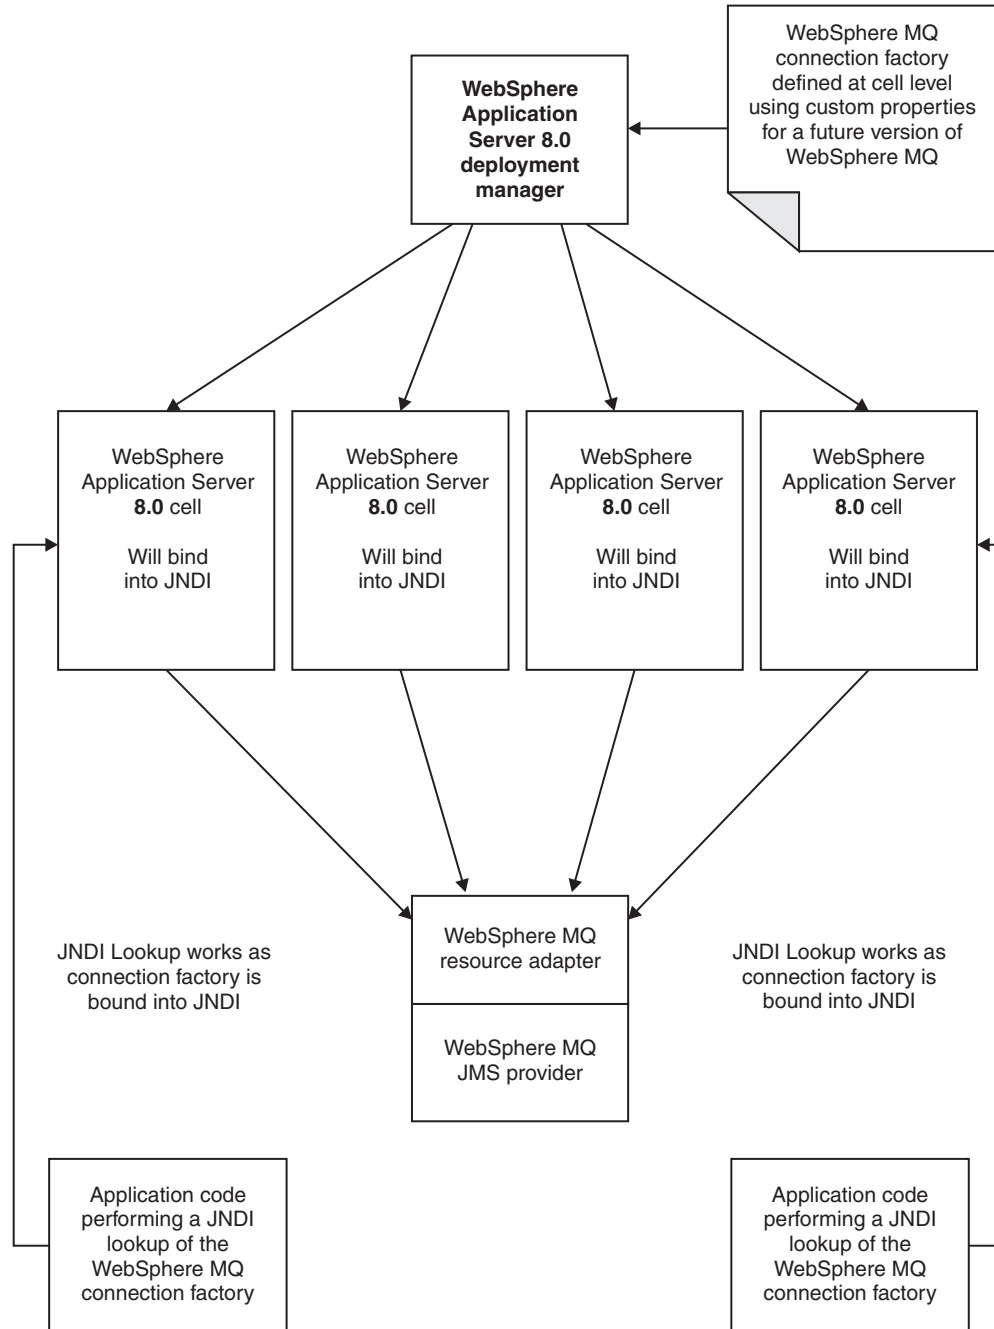 WebSphere MQ
connection factory
defined at cell level
using custom properties
for a future version of
WebSphere MQ
WebSphere
Application
Server 8.0
deployment
manager
WebSphere
Application Server
8.0 cell
Will bind
into JNDI
WebSphere
Application Server
8.0 cell
Will bind
into JNDI
WebSphere
Application Server
8.0 cell
Will bind
into JNDI
WebSphere
Application Server
8.0 cell
Will bind
into JNDI
JNDI Lookup works as
connection factory is
bound into JNDI
WebSphere MQ
resource adapter
WebSphere MQ
JMS provider
JNDI Lookup works as
connection factory is
bound into JNDI
Application code
performing a JNDI
lookup of the
WebSphere MQ
connection factory
Application code
performing a JNDI
lookup of the
WebSphere MQ
connection factory